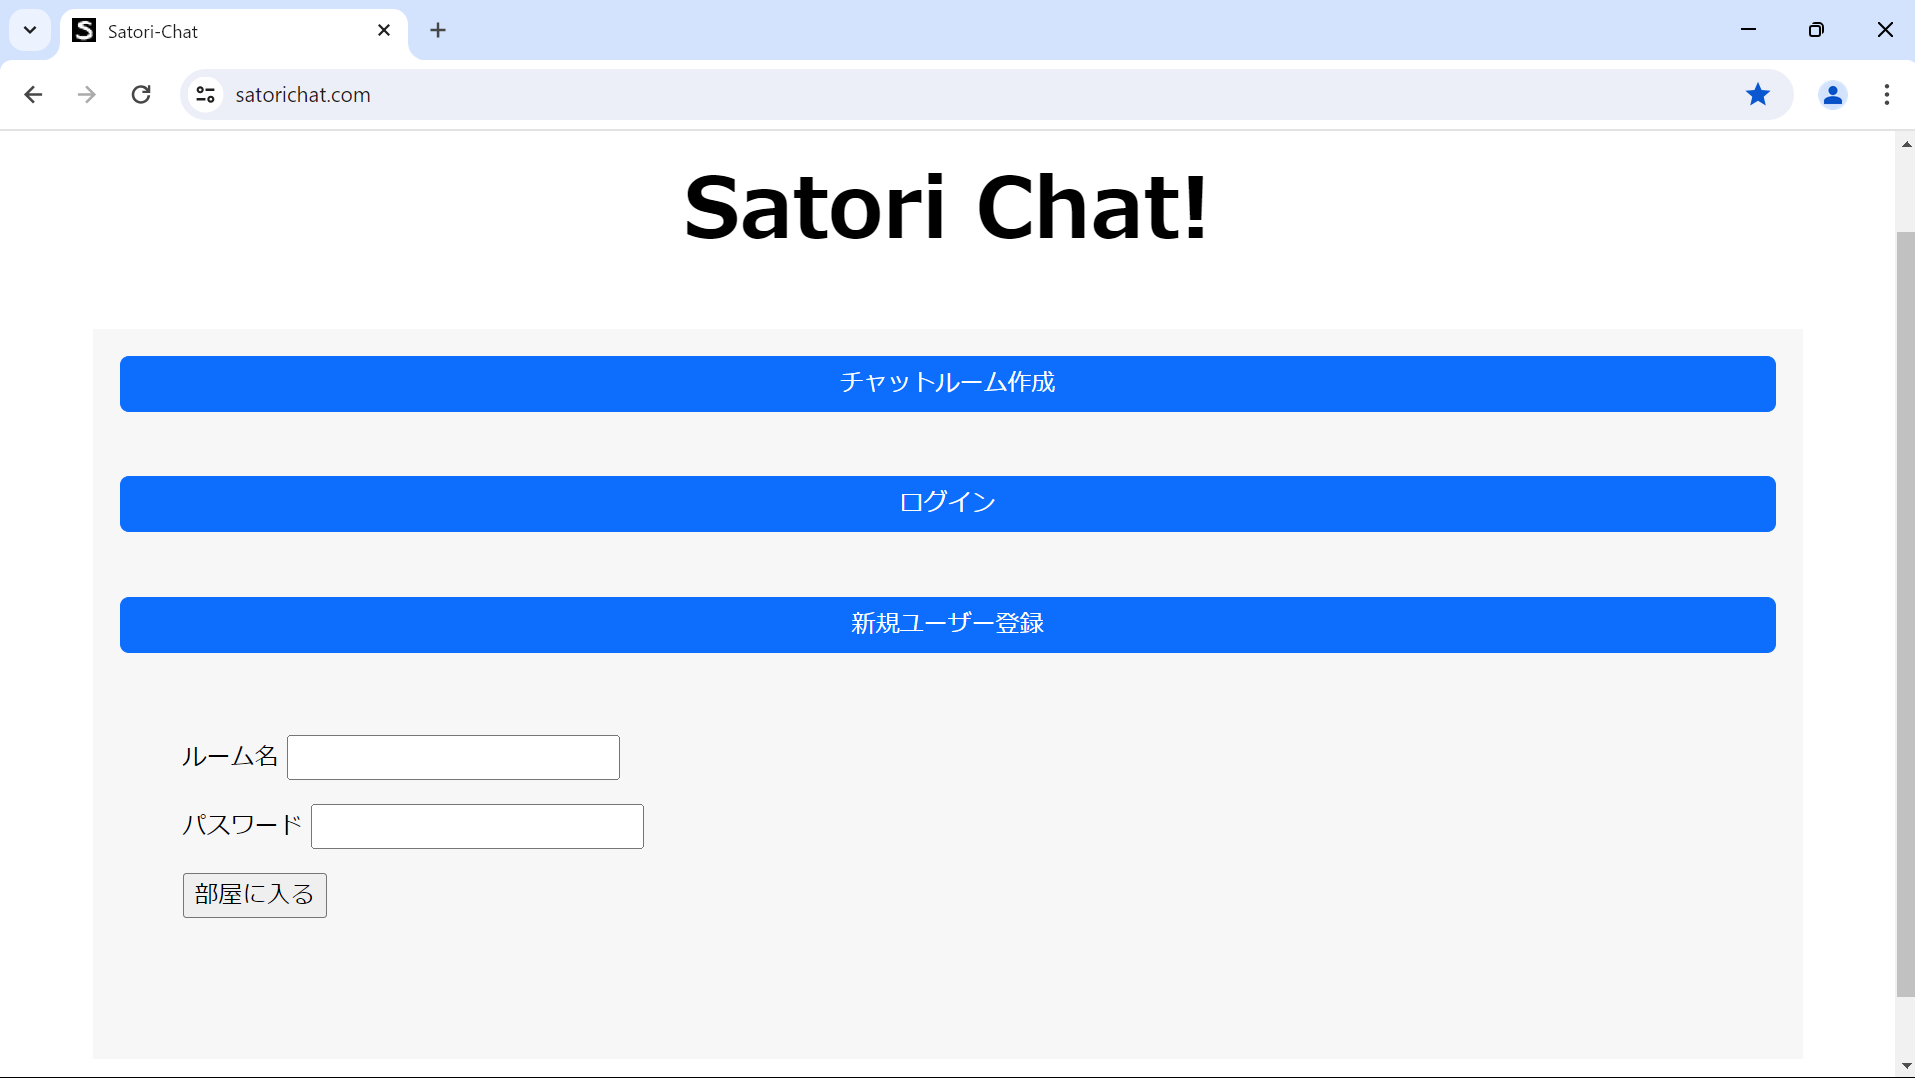 Satori-Chat
satorichat.com
Satori Chat!
チャットルーム作成
ログイン
新規ユーザー登録
ルーム名
パスワード
部屋に入る